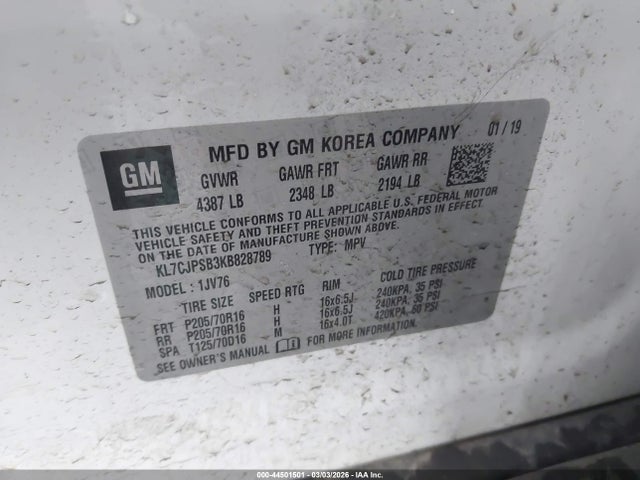 GM
MFD BY GM KOREA COMPANY 01/19
GVWR GAWR FRT GAWR RR
4387 LB 2348 LB 2194 LB
THIS VEHICLE CONFORMS TO ALL APPLICABLE U.S. FEDERAL MOTOR
VEHICLE SAFETY AND THEFT PREVENTION STANDARDS IN EFFECT
ON THE DATE OF MANUFACTURE SHOWN ABOVE.
KL7CJPSB3KB828789 TYPE: MPV
MODEL: 1JV76
TIRE SIZE SPEED RTG RIM COLD TIRE PRESSURE
FRT P205/70R16 H 16x6.5J 240KPA, 35 PSI
RR P205/70R16 H 16x6.5J 240KPA, 35 PSI
SPA T125/70D16 M 16x4.0T 420KPA, 60 PSI
SEE OWNER'S MANUAL FOR MORE INFORMATION.
000-44501501 - 03/03/2026 - IAA Inc.